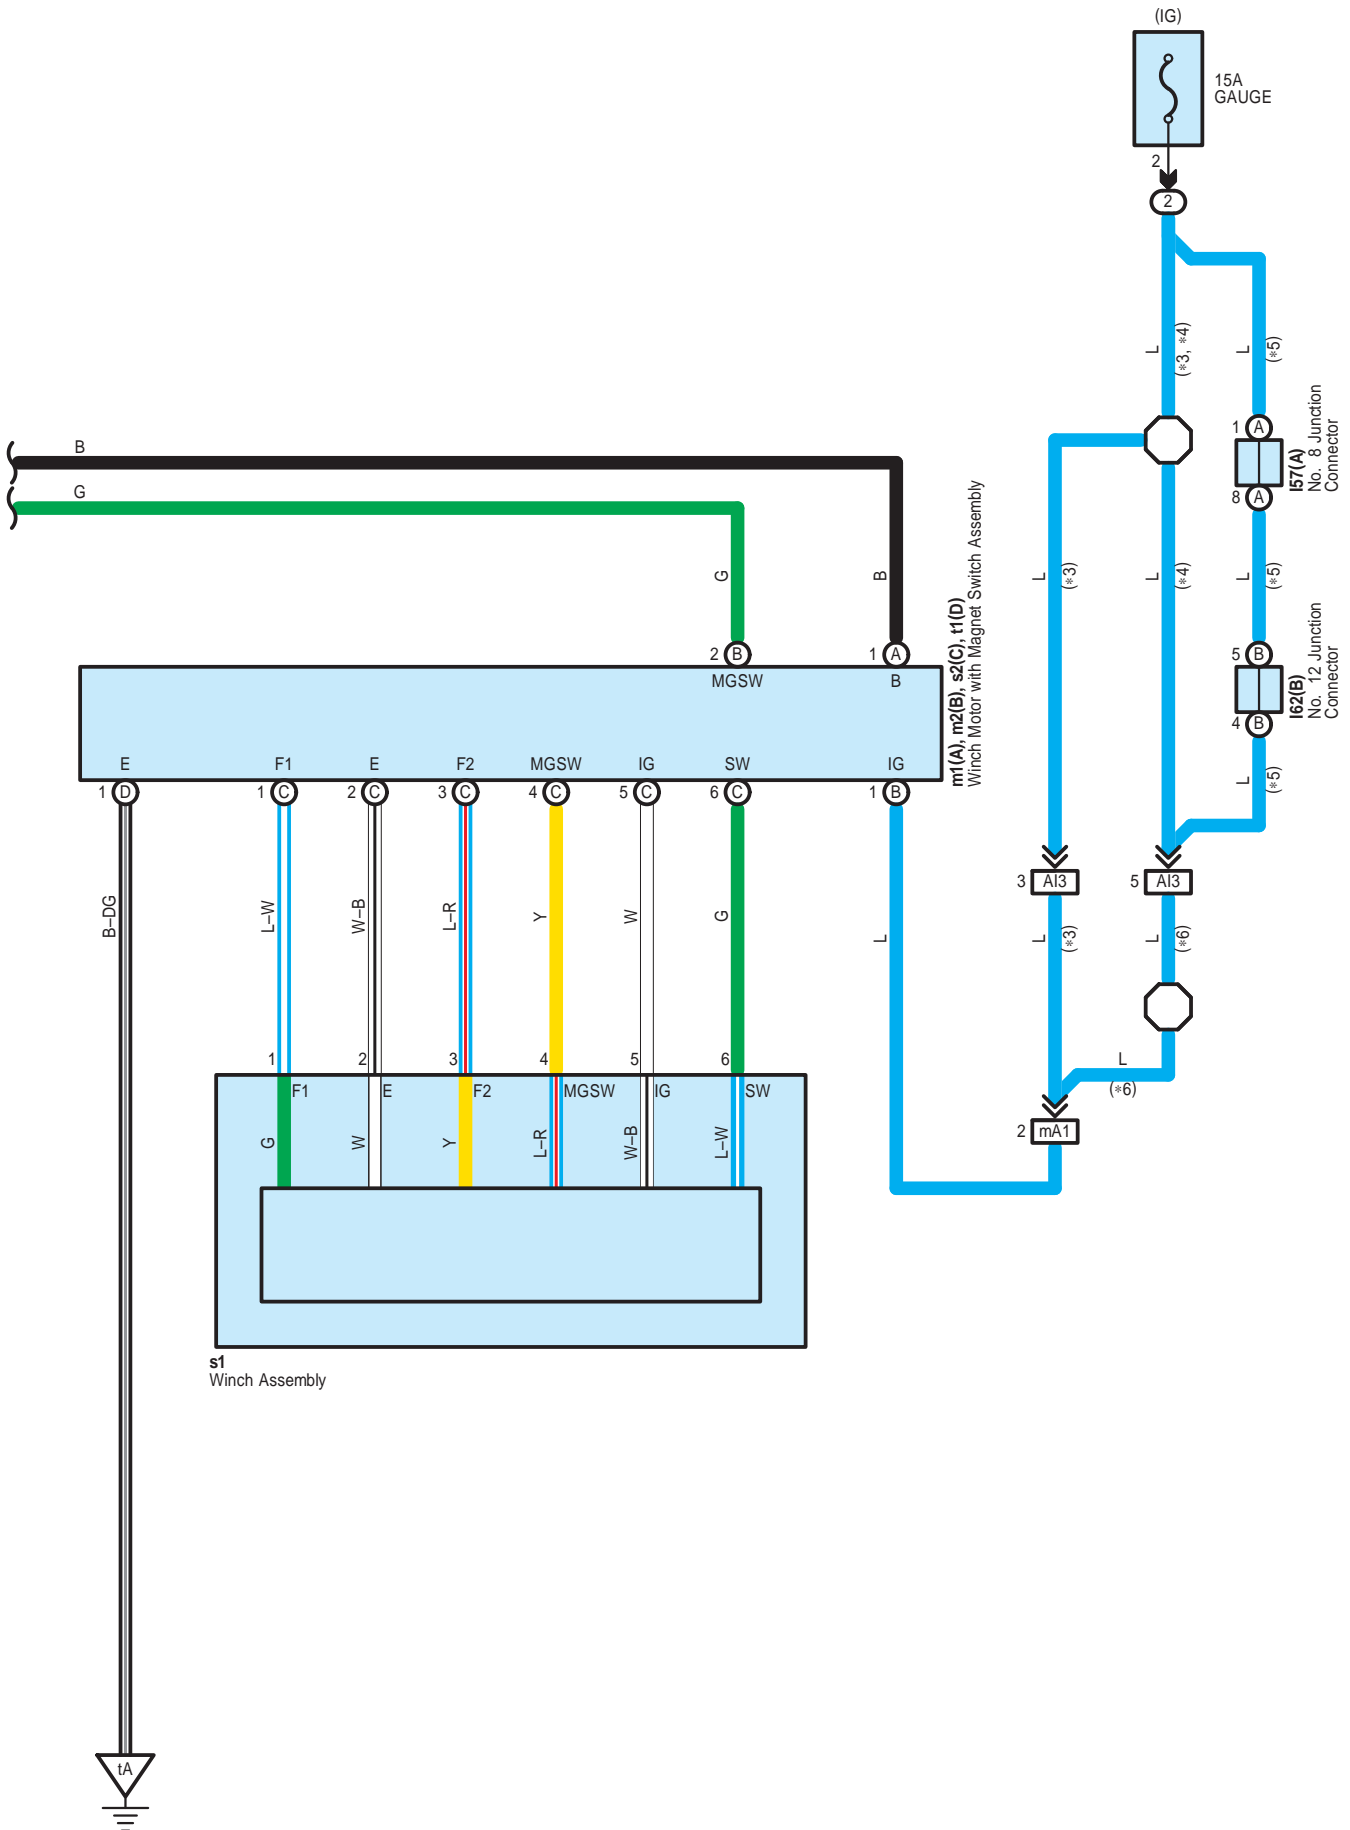 (IG)
15A
GAUGE
2
2
L
(*3, *4)
L
(*5)
1 A
I57(A)
No. 8 Junction
Connector
8 A
B
G
G
B
L
(*3)
L
(*4)
L
(*5)
2 B
1 A
MGSW
B
m1(A), m2(B), s2(C), t1(D)
Winch Motor with Magnet Switch Assembly
5 B
I62(B)
No. 12 Junction
Connector
4 B
E
F1
E
F2
MGSW
IG
SW
IG
1 D
1 C
2 C
3 C
4 C
5 C
6 C
1 B
L
(*5)
3 AI3
5 AI3
B–DG
L–W
W–B
L–R
Y
W
G
L
L
(*3)
L
(*6)
1
2
3
4
5
6
L
(*6)
F1
E
F2
MGSW
IG
SW
2 mA1
G
W
Y
L–R
W–B
L–W
s1
Winch Assembly
tA